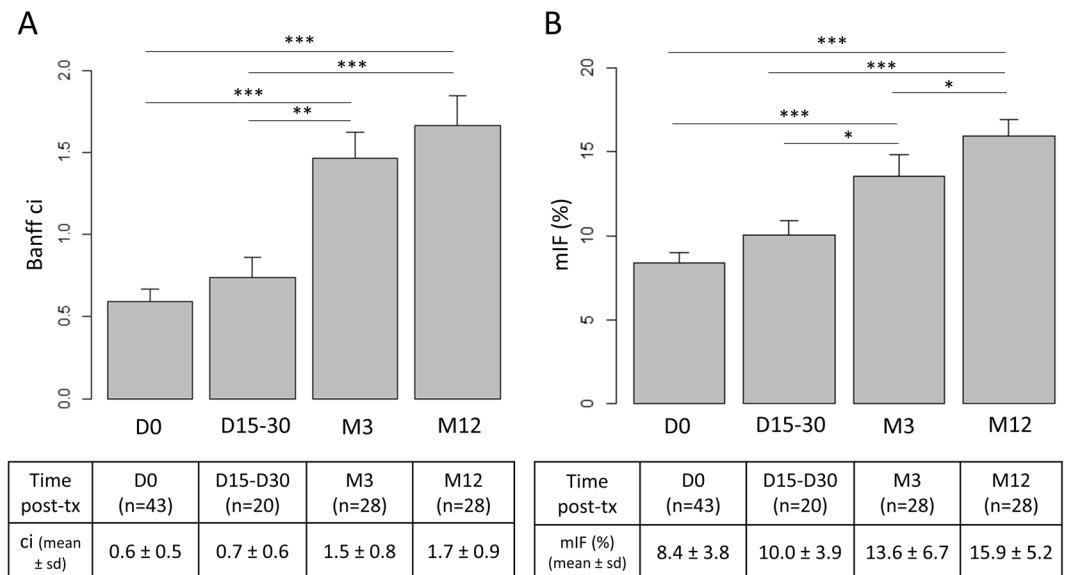 A
***
***
***
**
2.0
1.5
1.0
0.5
0.0
Banff ci
D0 D15-30 M3 M12
Time post-tx D0 (n=43) D15-D30 (n=20) M3 (n=28) M12 (n=28)
ci (mean ± sd) 0.6 ± 0.5 0.7 ± 0.6 1.5 ± 0.8 1.7 ± 0.9
B
***
***
*
***
*
20
15
10
5
0
mIF (%)
D0 D15-30 M3 M12
Time post-tx D0 (n=43) D15-D30 (n=20) M3 (n=28) M12 (n=28)
mIF (%) (mean ± sd) 8.4 ± 3.8 10.0 ± 3.9 13.6 ± 6.7 15.9 ± 5.2